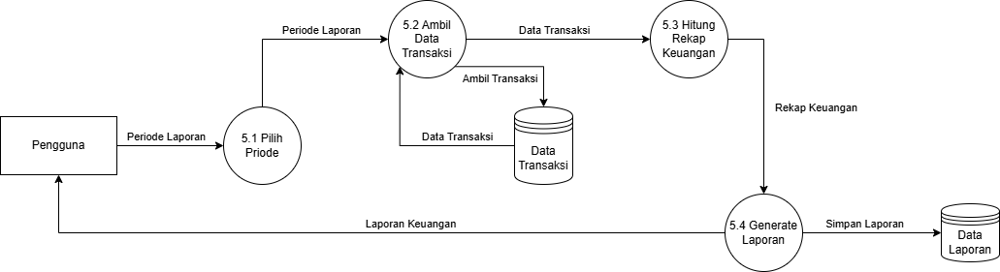 Periode Laporan
5.2 Ambil
Data
Transaksi
Data Transaksi
5.3 Hitung
Rekap
Keuangan
Ambil Transaksi
Rekap Keuangan
Pengguna
Periode Laporan
5.1 Pilih
Priode
Data Transaksi
Data
Transaksi
Laporan Keuangan
5.4 Generate
Laporan
Simpan Laporan
Data
Laporan